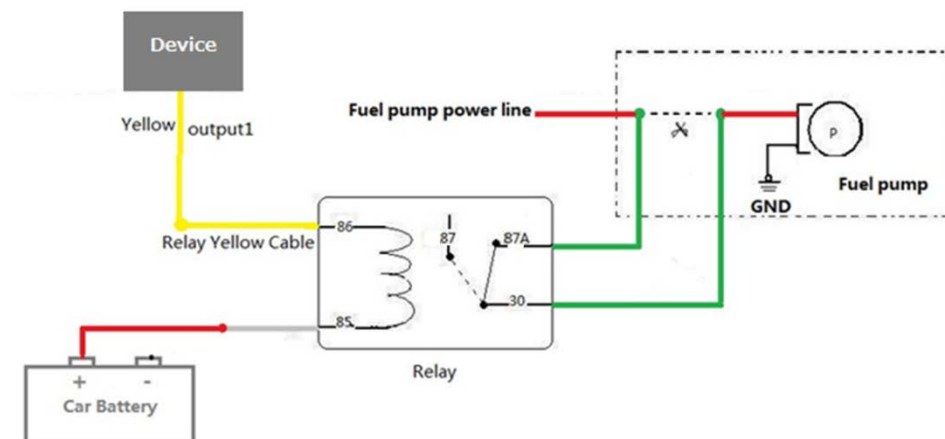 Device
Yellow
output1
Fuel pump power line
P
Fuel pump
GND
86
87
87A
Relay Yellow Cable
30
85
Relay
+ -
Car Battery